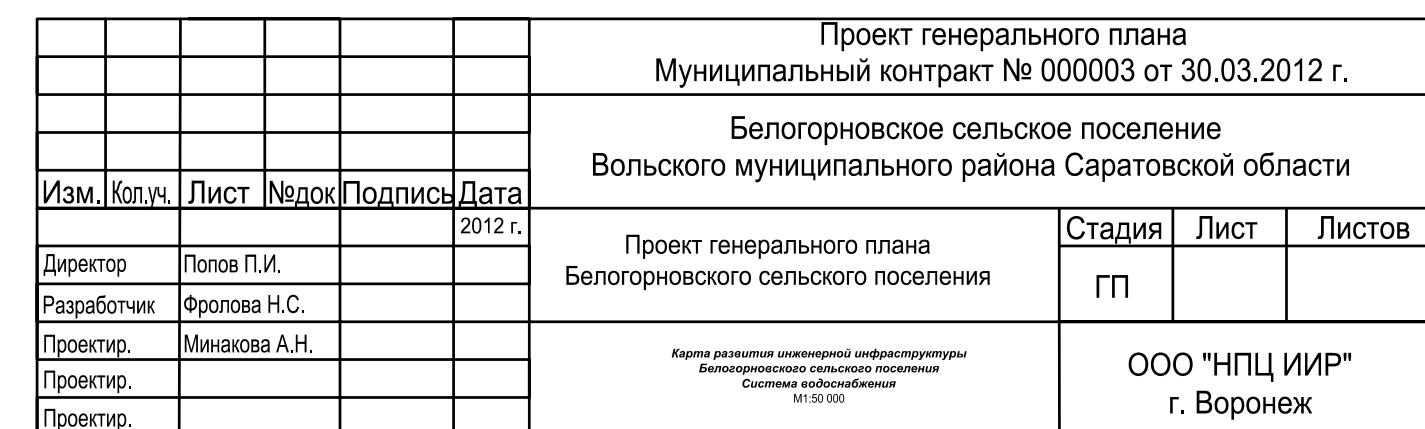 Проект генерального плана
Муниципальный контракт № 000003 от 30.03.2012 г.
Белогорновское сельское поселение
Вольского муниципального района Саратовской области
Изм. Кол.уч. Лист №док Подпись Дата
2012 г.
Проект генерального плана
Белогорновского сельского поселения
Стадия Лист Листов
ГП
Директор Попов П.И.
Разработчик Фролова Н.С.
Проектир. Минакова А.Н.
Проектир.
Проектир.
Карта развития инженерной инфраструктуры
Белогорновского сельского поселения
Система водоснабжения
М1:50 000
ООО "НПЦ ИИР"
г. Воронеж